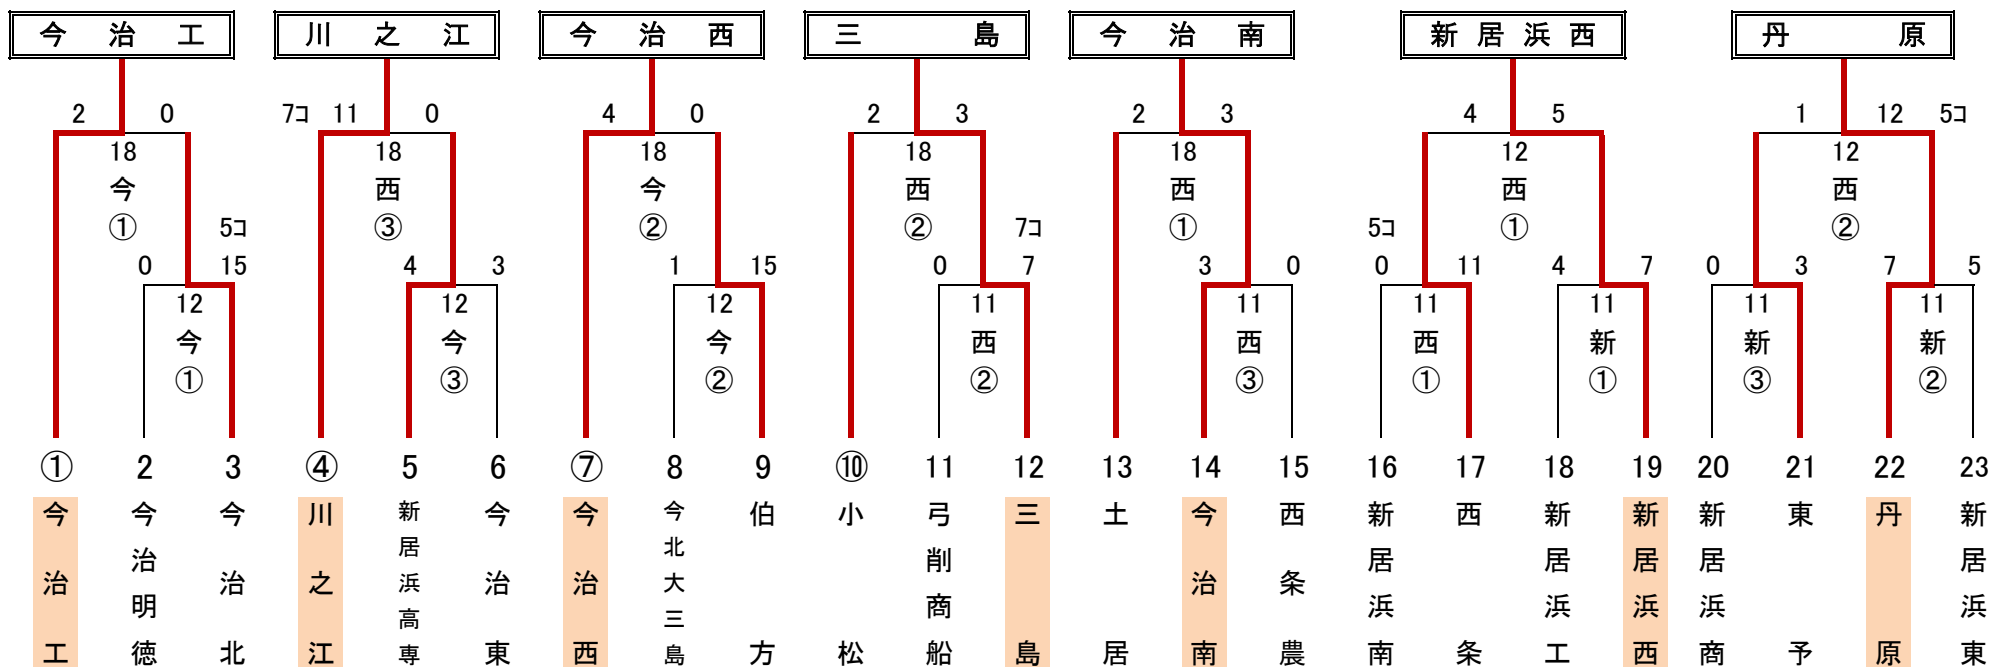 今治工 川之江 今治西 三島 今治南 新居浜西 丹原
2 0 7コ 11 0 4 0 2 3 2 3 4 5 1 12 5コ
18 18 18 18 18 12 12
今 西 今 西 西 西 西
① ③ ② ② ① ① ②
5コ 7コ 5コ
0 15 4 3 1 15 0 7 3 0 0 11 4 7 0 3 7 5
12 12 12 11 11 11 11 11 11
今 今 今 西 西 西 新 新 新
① ③ ② ② ③ ① ① ③ ②
① 2 3 ④ 5 6 ⑦ 8 9 ⑩ 11 12 13 14 15 16 17 18 19 20 21 22 23
今治工
今治明徳
今治北
川之江
新居浜高専
今治東
今治西
今北大三島
伯方
小松
弓削商船
三島
土居
今治南
西条農
新居浜南
西条
新居浜工
新居浜西
新居浜商
東予
丹原
新居浜東